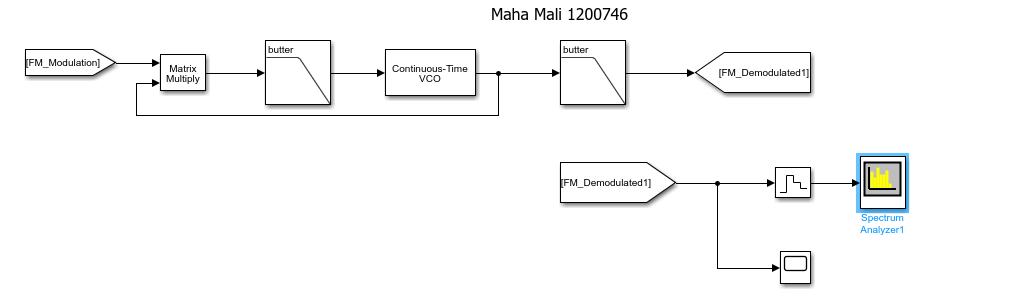 Maha Mali 1200746
[FM_Modulation]
Matrix
Multiply
butter
Continuous-Time
VCO
butter
[FM_Demodulated1]
[FM_Demodulated1]
Spectrum
Analyzer1